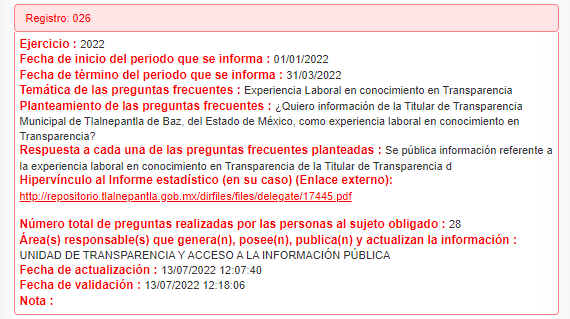 Registro: 026
Ejercicio : 2022
Fecha de inicio del periodo que se informa : 01/01/2022
Fecha de término del periodo que se informa : 31/03/2022
Temática de las preguntas frecuentes : Experiencia Laboral en conocimiento en Transparencia
Planteamiento de las preguntas frecuentes : ¿Quiero información de la Titular de Transparencia
Municipal de Tlalnepantla de Baz, del Estado de México, como experiencia laboral en conocimiento en
Transparencia?
Respuesta a cada una de las preguntas frecuentes planteadas : Se pública información referente a
la experiencia laboral en conocimiento en Transparencia de la Titular de Transparencia d
Hipervínculo al Informe estadístico (en su caso) (Enlace externo):
http://repositorio.tlalnepantla.gob.mx/dirfiles/files/delegate/17445.pdf
Número total de preguntas realizadas por las personas al sujeto obligado : 28
Área(s) responsable(s) que genera(n), posee(n), publica(n) y actualizan la información :
UNIDAD DE TRANSPARENCIA Y ACCESO A LA INFORMACIÓN PÚBLICA
Fecha de actualización : 13/07/2022 12:07:40
Fecha de validación : 13/07/2022 12:18:06
Nota :